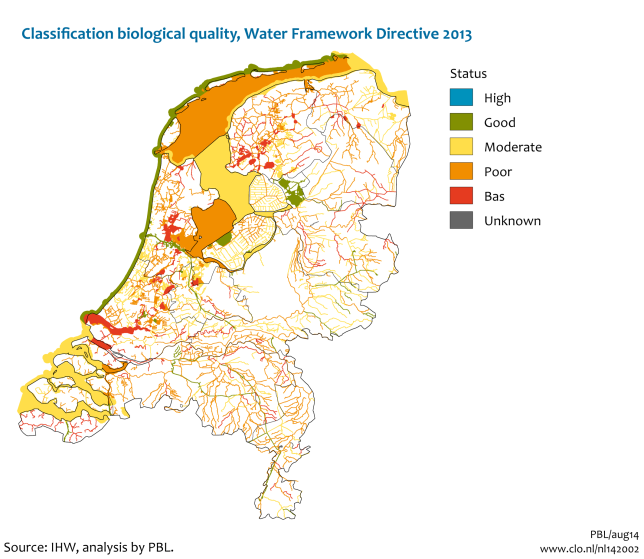 Classification biological quality, Water Framework Directive 2013
Status
High
Good
Moderate
Poor
Bas
Unknown
PBL/aug14
Source: IHW, analysis by PBL.
www.clo.nl/nl142002